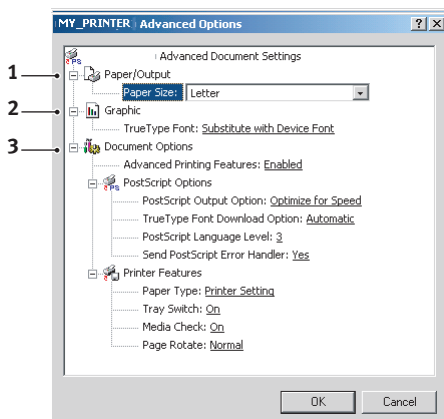 MY_PRINTER Advanced Options
Advanced Document Settings
1 Paper/Output
Paper Size: Letter
2 Graphic
TrueType Font: Substitute with Device Font
3 Document Options
Advanced Printing Features: Enabled
PostScript Options
PostScript Output Option: Optimize for Speed
TrueType Font Download Option: Automatic
PostScript Language Level: 3
Send PostScript Error Handler: Yes
Printer Features
Paper Type: Printer Setting
Tray Switch: On
Media Check: On
Page Rotate: Normal
OK Cancel